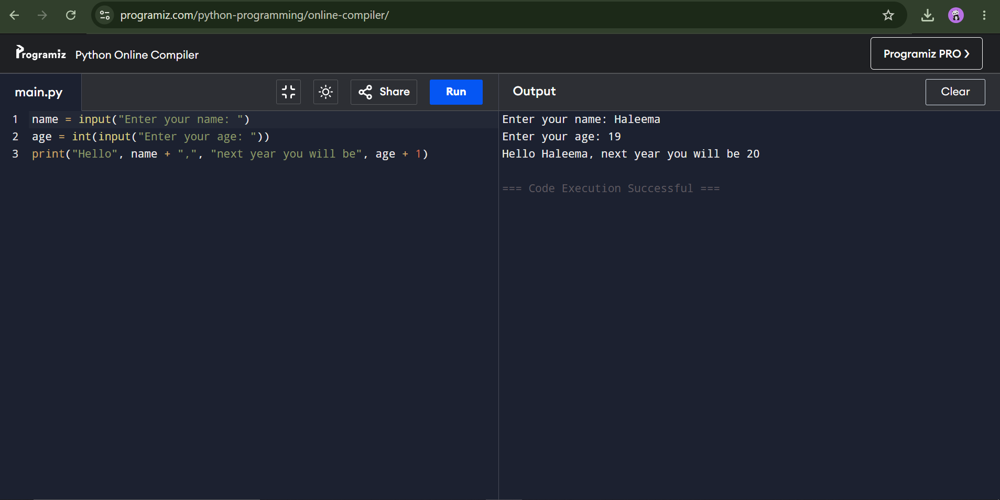 programiz.com/python-programming/online-compiler/
Programiz Python Online Compiler
Programiz PRO ❯
main.py
Share
Run
1 name = input("Enter your name: ")
2 age = int(input("Enter your age: "))
3 print("Hello", name + ",", "next year you will be", age + 1)
Output
Clear
Enter your name: Haleema
Enter your age: 19
Hello Haleema, next year you will be 20
=== Code Execution Successful ===